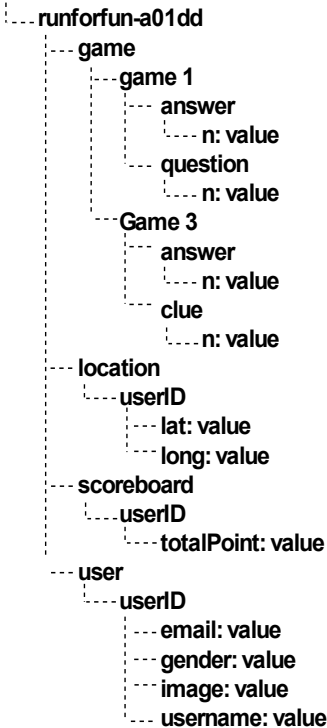 runforfun-a01dd
game
game 1
answer
n: value
question
n: value
Game 3
answer
n: value
clue
n: value
location
userID
lat: value
long: value
scoreboard
userID
totalPoint: value
user
userID
email: value
gender: value
image: value
username: value